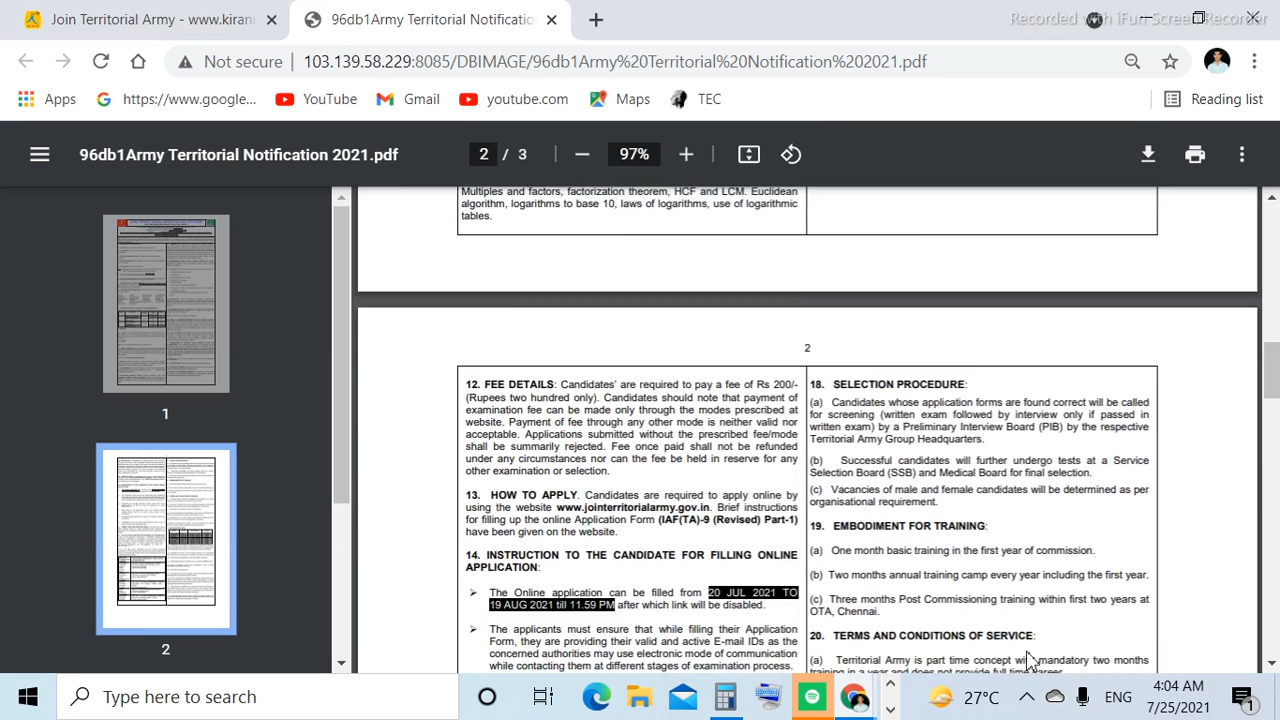 Join Territorial Army - www.kiran
96db1Army Territorial Notificatio
Recorded with iFun Screen Recorder
Not secure
103.139.58.229:8085/DBIMAGE/96db1Army%20Territorial%20Notification%202021.pdf
Apps
https://www.google...
YouTube
Gmail
youtube.com
Maps
TEC
Reading list
96db1Army Territorial Notification 2021.pdf
2 / 3
97%
1
2
Multiples and factors, factorization theorem, HCF and LCM. Euclidean
algorithm, logarithms to base 10, laws of logarithms, use of logarithmic
tables.
2
12. FEE DETAILS: Candidates' are required to pay a fee of Rs 200/-
(Rupees two hundred only). Candidates should note that payment of
examination fee can be made only through the modes prescribed at
website. Payment of fee through any other mode is neither valid nor
acceptable. Applications submitted without the prescribed fee/mode
shall be summarily rejected. Fee once paid shall not be refunded
under any circumstances nor can the fee be held in reserve for any
other examination or selection.
13. HOW TO APPLY. Candidates are required to apply online by
using the website www.jointerritorialarmy.gov.in. Brief instructions
for filling up the online Application Form (IAF(TA)-9 (Revised) Part-1)
have been given on the website.
14. INSTRUCTION TO THE CANDIDATE FOR FILLING ONLINE
APPLICATION:
➢ The Online application can be filled from 20 JUL 2021 TO
19 AUG 2021 till 11.59 PM after which link will be disabled.
➢ The applicants must ensure that while filling their Application
Form, they are providing their valid and active E-mail IDs as the
concerned authorities may use electronic mode of communication
while contacting them at different stages of examination process.
18. SELECTION PROCEDURE:
(a) Candidates whose application forms are found correct will be called
for screening (written exam followed by interview only if passed in
written exam) by a Preliminary Interview Board (PIB) by the respective
Territorial Army Group Headquarters.
(b) Successful candidates will further undergo tests at a Service
Selection Board (SSB) and Medical Board for final selection.
(c) Vacancies of male and female candidates will be determined as per
organisational requirement.
19. EMBODIMENT FOR TRAINING:
(a) One month basic training in the first year of commission.
(b) Two months annual training camp every year including the first year.
(c) Three months Post Commissioning training within first two years at
OTA, Chennai.
20. TERMS AND CONDITIONS OF SERVICE:
(a) Territorial Army is part time concept with mandatory two months
training in a year and does not provide full time career.
Type here to search
27°C
ENG
4:04 AM
7/25/2021
1